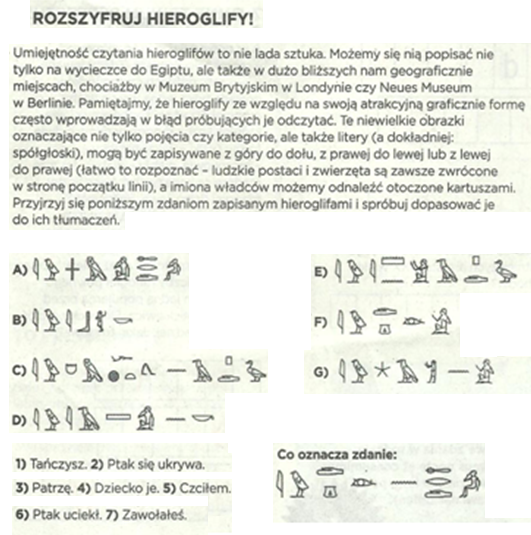 ROZSZYFRUJ HIEROGLIFY!
Umiejętność czytania hieroglifów to nie lada sztuka. Możemy się nią popisać nie
tylko na wycieczce do Egiptu, ale także w dużo bliższych nam geograficznie
miejscach, chociażby w Muzeum Brytyjskim w Londynie czy Neues Museum
w Berlinie. Pamiętajmy, że hieroglify ze względu na swoją atrakcyjną graficznie formę
często wprowadzają w błąd próbujących je odczytać. Te niewielkie obrazki
oznaczające nie tylko pojęcia czy kategorie, ale także litery (a dokładniej:
spółgłoski), mogą być zapisywane z góry do dołu, z prawej do lewej lub z lewej
do prawej (łatwo to rozpoznać – ludzkie postaci i zwierzęta są zawsze zwrócone
w stronę początku linii), a imiona władców możemy odnaleźć otoczone kartuszami.
Przyjrzyj się poniższym zdaniom zapisanym hieroglifami i spróbuj dopasować je
do ich tłumaczeń.
A)
B)
C)
D)
E)
F)
G)
1) Tańczysz. 2) Ptak się ukrywa.
3) Patrzę. 4) Dziecko je. 5) Czciłem.
6) Ptak uciekł. 7) Zawołałeś.
Co oznacza zdanie: